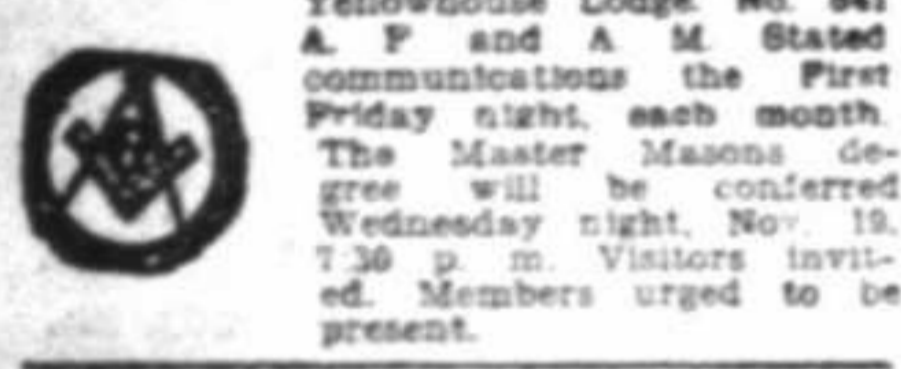 Yellowhouse Lodge. No. 841
A. F and A M. Stated
communications the First
Friday night, each month.
The Master Masons de-
gree will be conferred
Wednesday night, Nov. 19,
7:30 p. m. Visitors invit-
ed. Members urged to be
present.